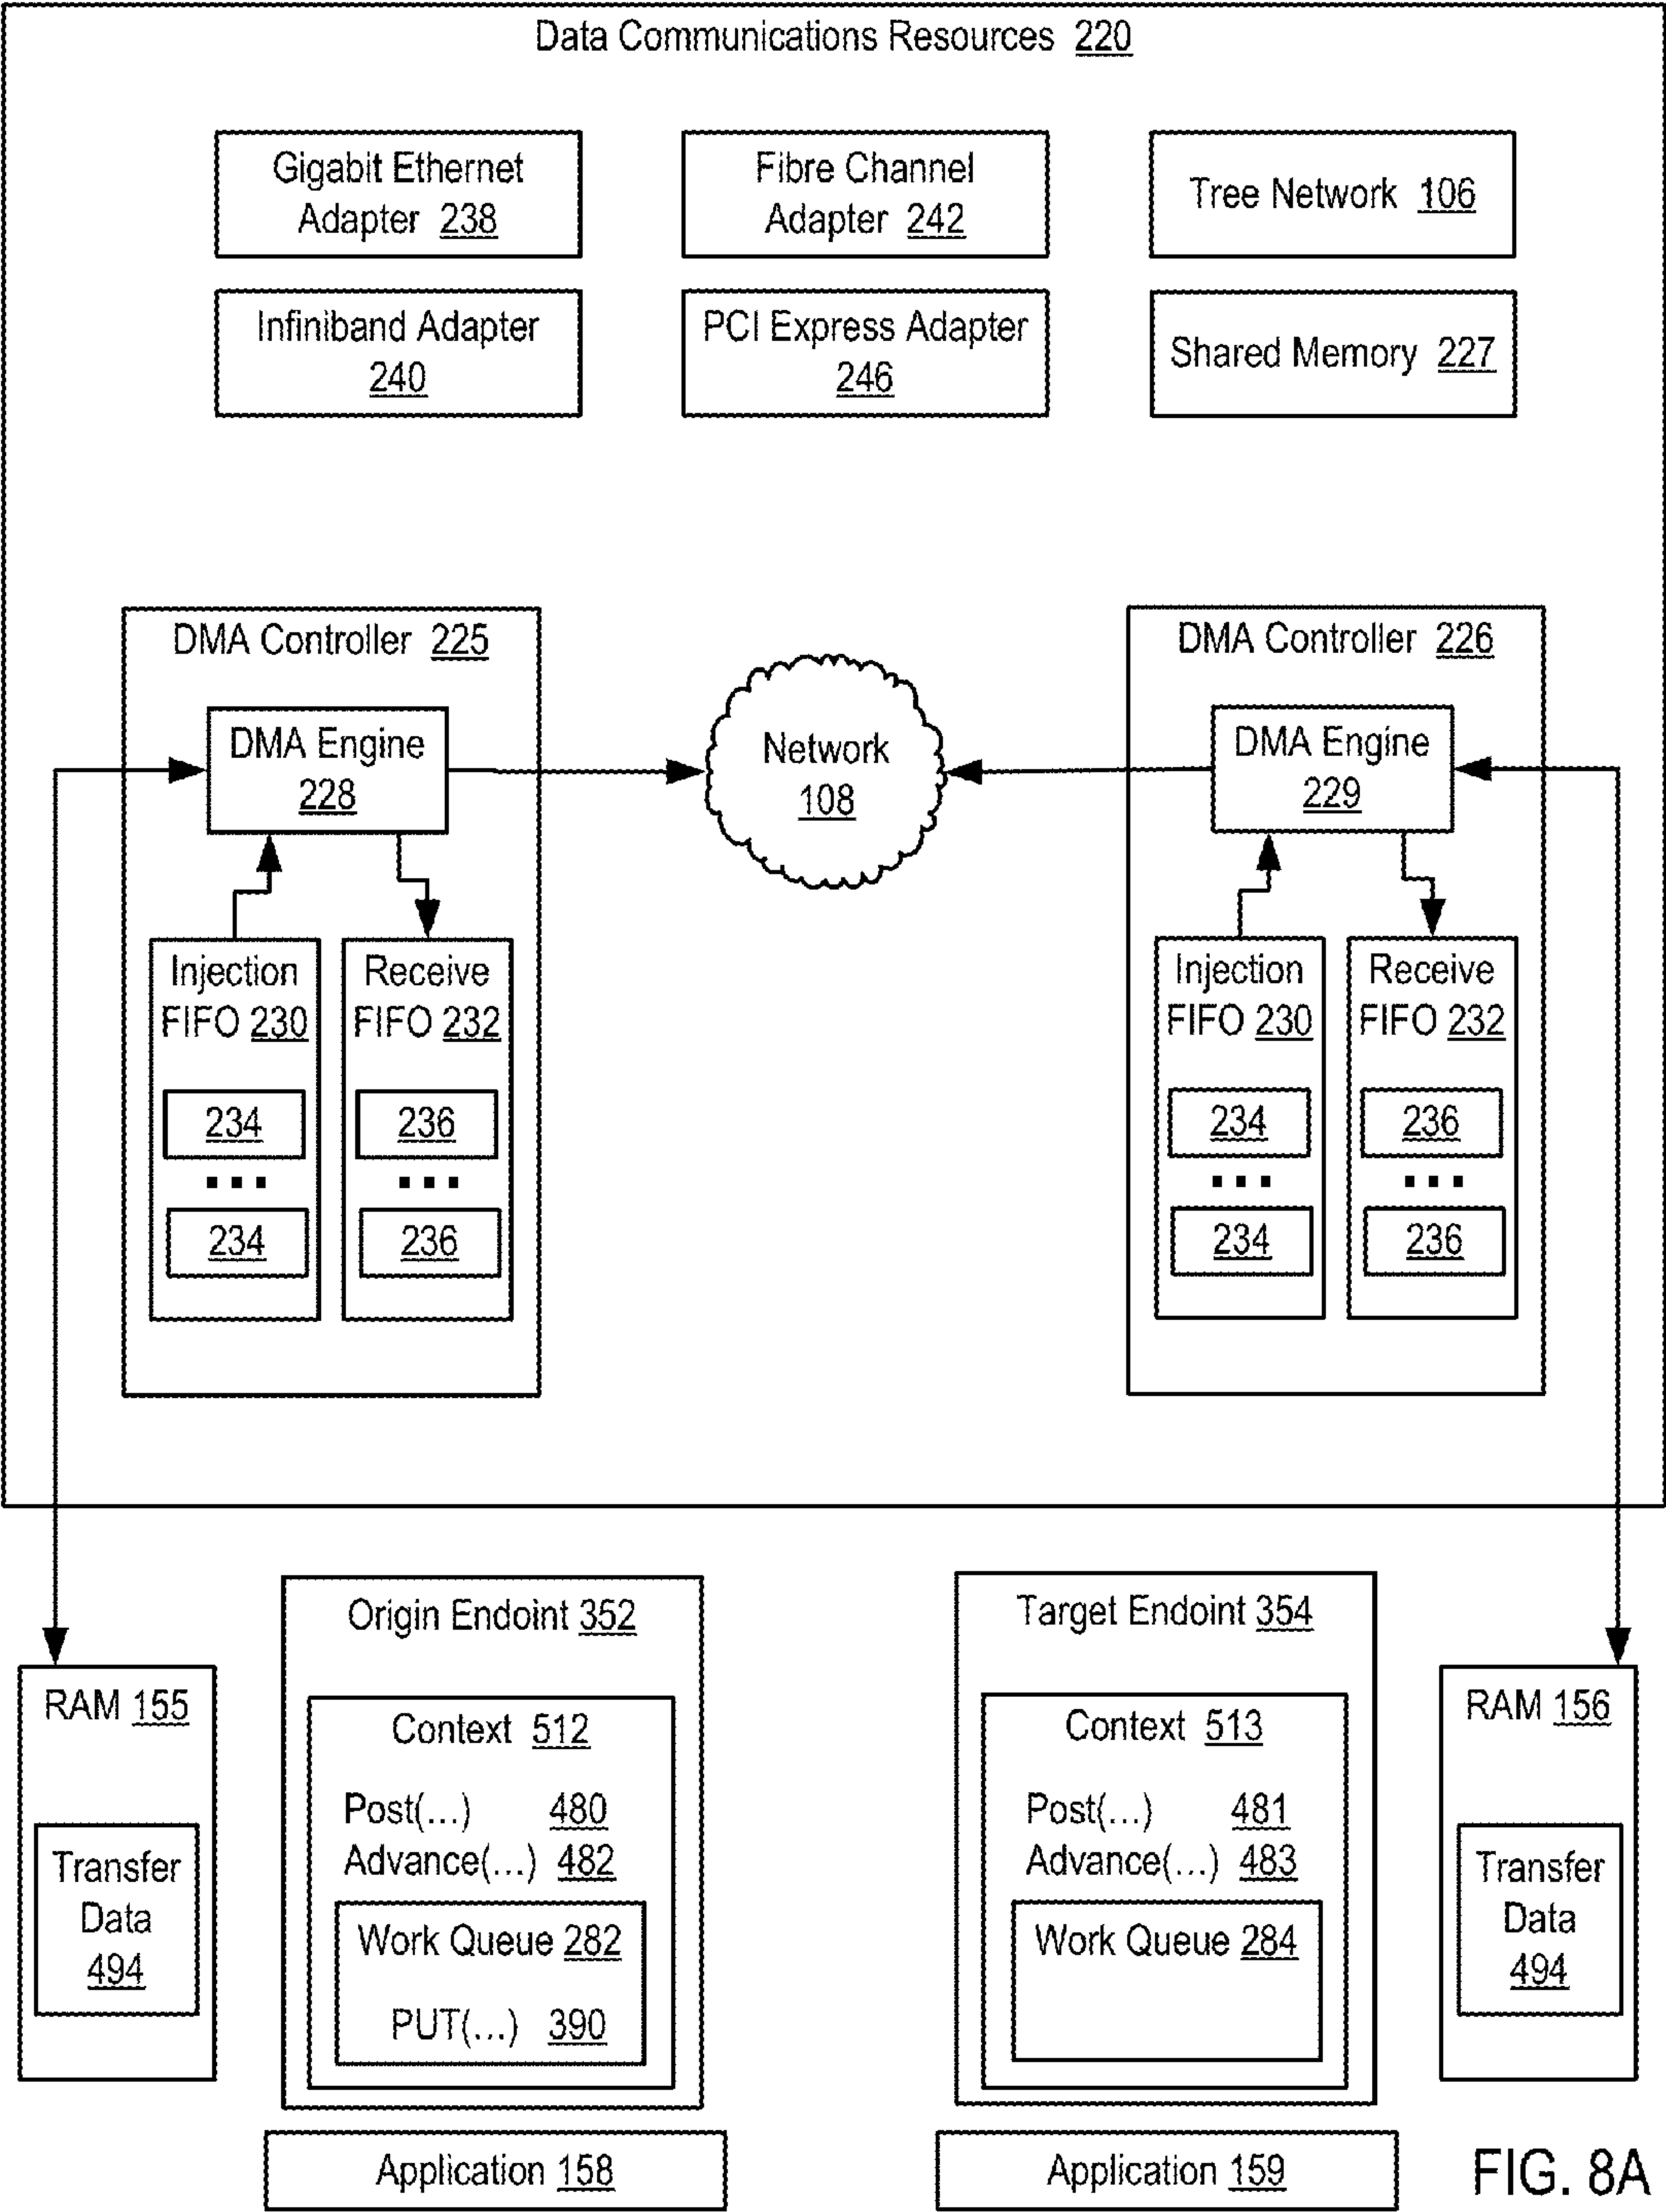 Data Communications Resources 220
Gigabit Ethernet
Adapter 238
Fibre Channel
Adapter 242
Tree Network 106
Infiniband Adapter
240
PCI Express Adapter
246
Shared Memory 227
DMA Controller 225
DMA Engine
228
Injection
FIFO 230
234
...
234
Receive
FIFO 232
236
...
236
Network
108
DMA Controller 226
DMA Engine
229
Injection
FIFO 230
234
...
234
Receive
FIFO 232
236
...
236
RAM 155
Transfer
Data
494
Origin Endoint 352
Context 512
Post(...) 480
Advance(...) 482
Work Queue 282
PUT(...) 390
Application 158
Target Endoint 354
Context 513
Post(...) 481
Advance(...) 483
Work Queue 284
Application 159
RAM 156
Transfer
Data
494
FIG. 8A